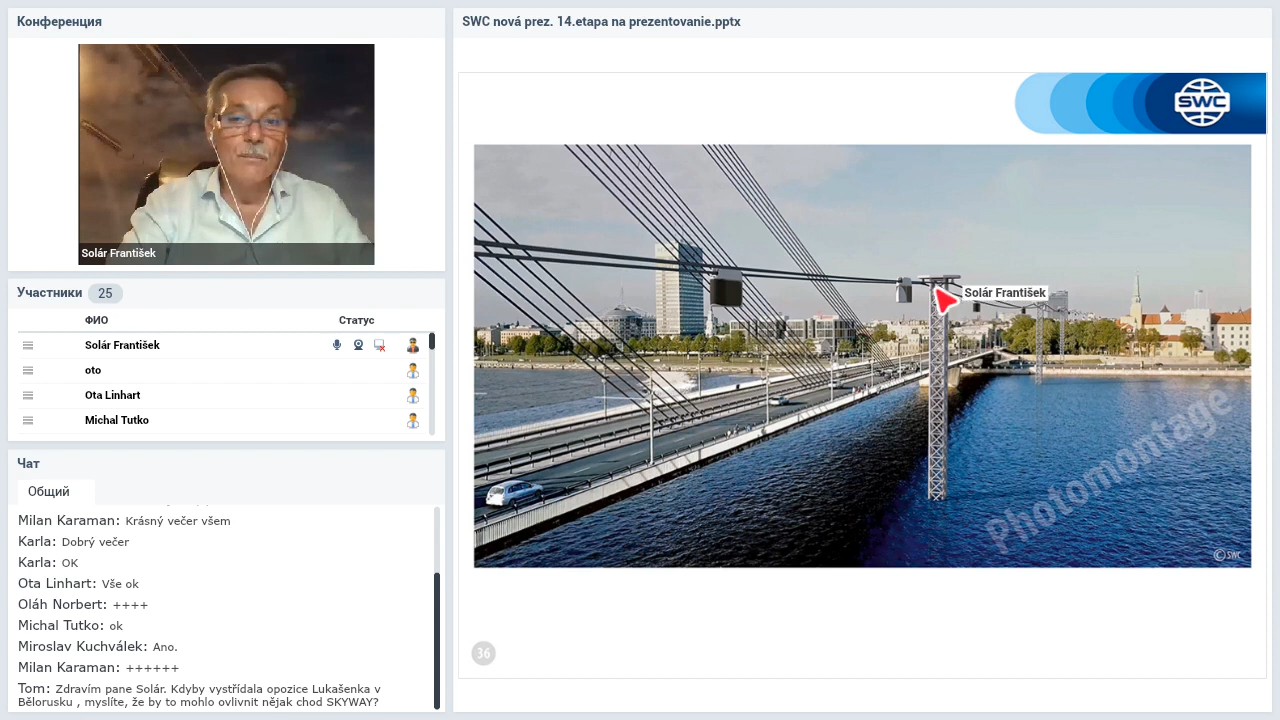 Конференция
Solár František
Участники 25
ФИО Статус
Solár František
oto
Ota Linhart
Michal Tutko
Чат
Общий
Milan Karaman: Krásný večer všem
Karla: Dobrý večer
Karla: OK
Ota Linhart: Vše ok
Oláh Norbert: ++++
Michal Tutko: ok
Miroslav Kuchválek: Ano.
Milan Karaman: ++++++
Tom: Zdravím pane Solár. Kdyby vystřídala opozice Lukašenka v
Bělorusku , myslíte, že by to mohlo ovlivnit nějak chod SKYWAY?
SWC nová prez. 14.etapa na prezentovanie.pptx
SWC
Solár František
Photomontage
© SWC
36